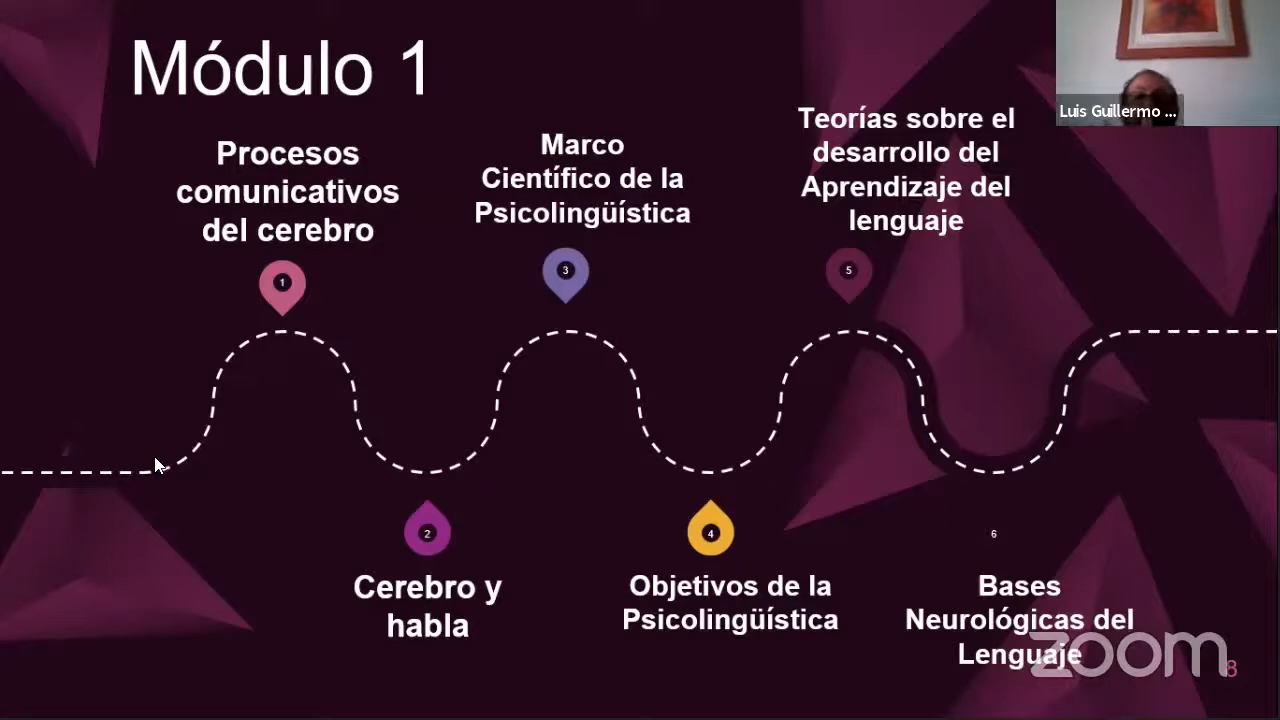 Módulo 1
Luis Guillermo ...
Procesos
comunicativos
del cerebro
1
Marco
Científico de la
Psicolingüística
3
Teorías sobre el
desarrollo del
Aprendizaje del
lenguaje
5
2
Cerebro y
habla
4
Objetivos de la
Psicolingüística
6
Bases
Neurológicas del
Lenguaje
zoom
8